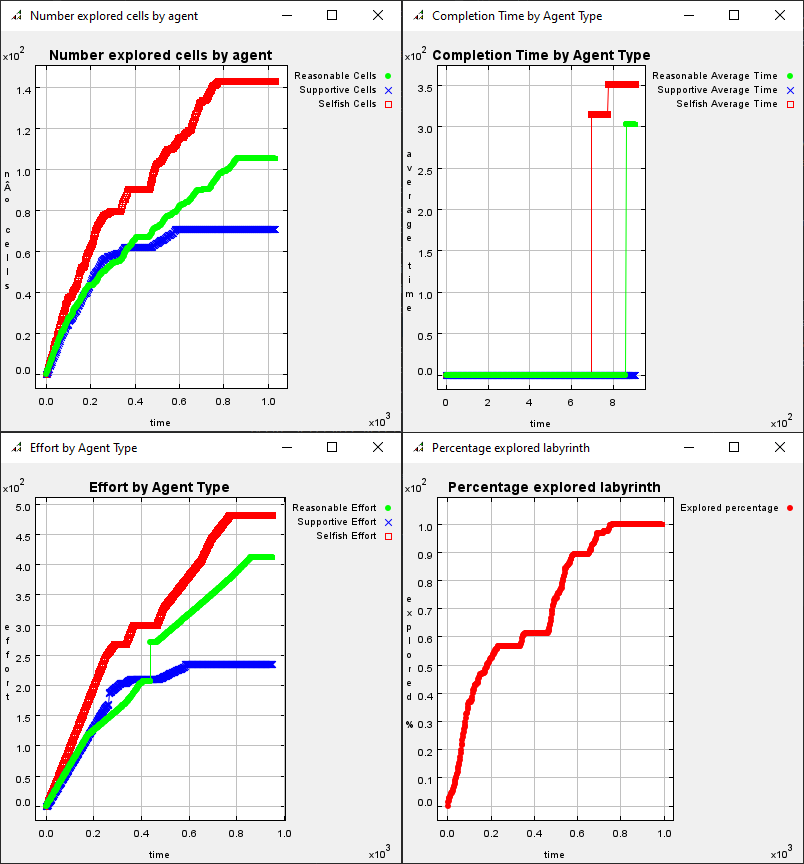 Number explored cells by agent
Number explored cells by agent
x10²
Reasonable Cells
Supportive Cells
Selfish Cells
1.4
1.2
1.0
0.8
0.6
0.4
0.2
0.0
nÂº cells
0.0 0.2 0.4 0.6 0.8 1.0
time
x10³
Completion Time by Agent Type
Completion Time by Agent Type
x10²
Reasonable Average Time
Supportive Average Time
Selfish Average Time
3.5
3.0
2.5
2.0
1.5
1.0
0.5
0.0
average time
0 2 4 6 8
time
x10²
Effort by Agent Type
Effort by Agent Type
x10²
Reasonable Effort
Supportive Effort
Selfish Effort
5.0
4.5
4.0
3.5
3.0
2.5
2.0
1.5
1.0
0.5
0.0
effort
0.0 0.2 0.4 0.6 0.8 1.0
time
x10³
Percentage explored labyrinth
Percentage explored labyrinth
x10²
Explored percentage
1.0
0.9
0.8
0.7
0.6
0.5
0.4
0.3
0.2
0.1
0.0
explored %
0.0 0.2 0.4 0.6 0.8 1.0
time
x10³